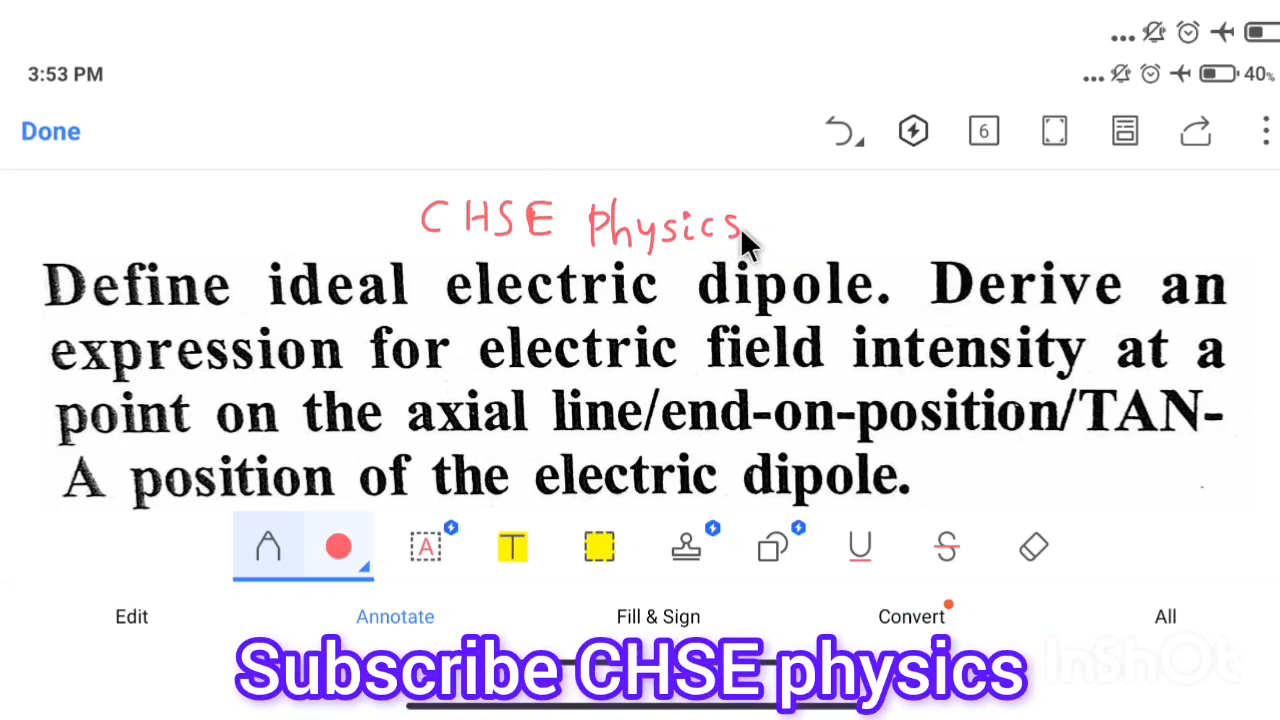 3:53 PM
40%
Done
6
CHSE Physics
Define ideal electric dipole. Derive an
expression for electric field intensity at a
point on the axial line/end-on-position/TAN-
A position of the electric dipole.
A T U S
Edit Annotate Fill & Sign Convert All
Subscribe CHSE physics
InShOt